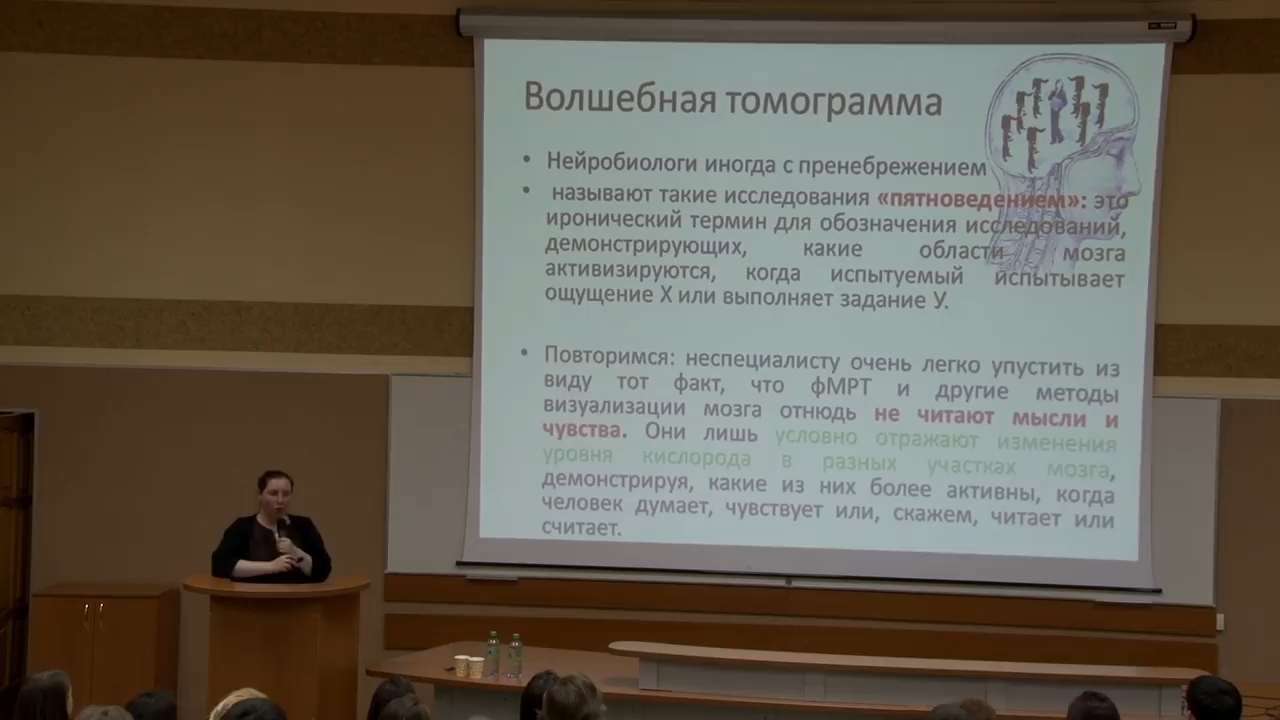 Волшебная томограмма
• Нейробиологи иногда с пренебрежением
• называют такие исследования «пятноведением»: это
иронический термин для обозначения исследований,
демонстрирующих, какие области мозга
активизируются, когда испытуемый испытывает
ощущение Х или выполняет задание У.
• Повторимся: неспециалисту очень легко упустить из
виду тот факт, что фМРТ и другие методы
визуализации мозга отнюдь не читают мысли и
чувства. Они лишь условно отражают изменения
уровня кислорода в разных участках мозга,
демонстрируя, какие из них более активны, когда
человек думает, чувствует или, скажем, читает или
считает.